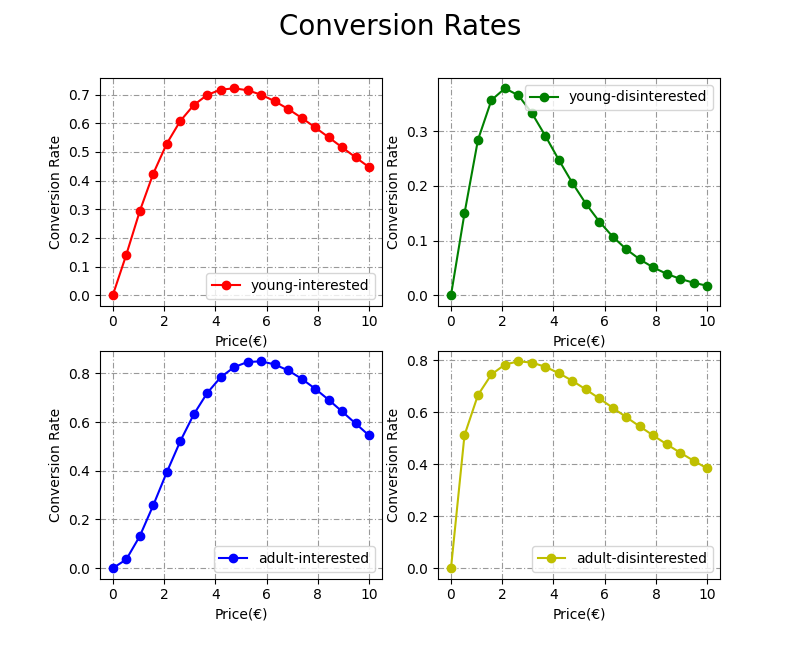 Conversion Rates
Conversion Rate
0.7
0.6
0.5
0.4
0.3
0.2
0.1
0.0
young-interested
0 2 4 6 8 10
Price(€)
Conversion Rate
0.3
0.2
0.1
0.0
young-disinterested
0 2 4 6 8 10
Price(€)
Conversion Rate
0.8
0.6
0.4
0.2
0.0
adult-interested
0 2 4 6 8 10
Price(€)
Conversion Rate
0.8
0.6
0.4
0.2
0.0
adult-disinterested
0 2 4 6 8 10
Price(€)